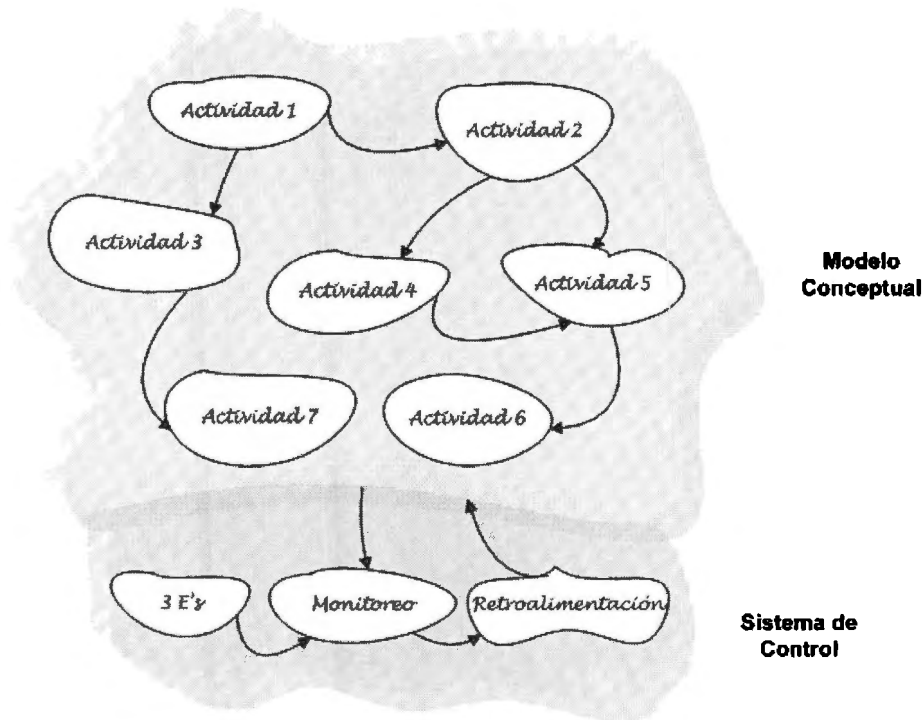 Actividad 1
Actividad 2
Actividad 3
Actividad 4
Actividad 5
Modelo
Conceptual
Actividad 7
Actividad 6
3 E's
Monitoreo
Retroalimentación
Sistema de
Control